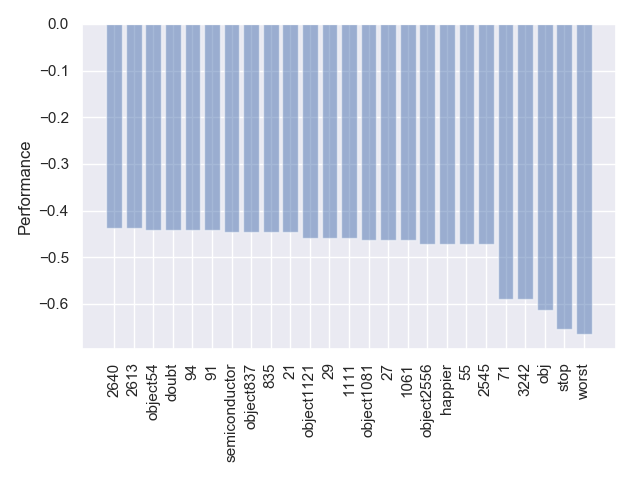 0.0
−0.1
−0.2
−0.3
−0.4
−0.5
−0.6
Performance
2640
2613
object54
doubt
94
91
semiconductor
object837
835
21
object1121
29
1111
object1081
27
1061
object2556
happier
55
2545
71
3242
obj
stop
worst